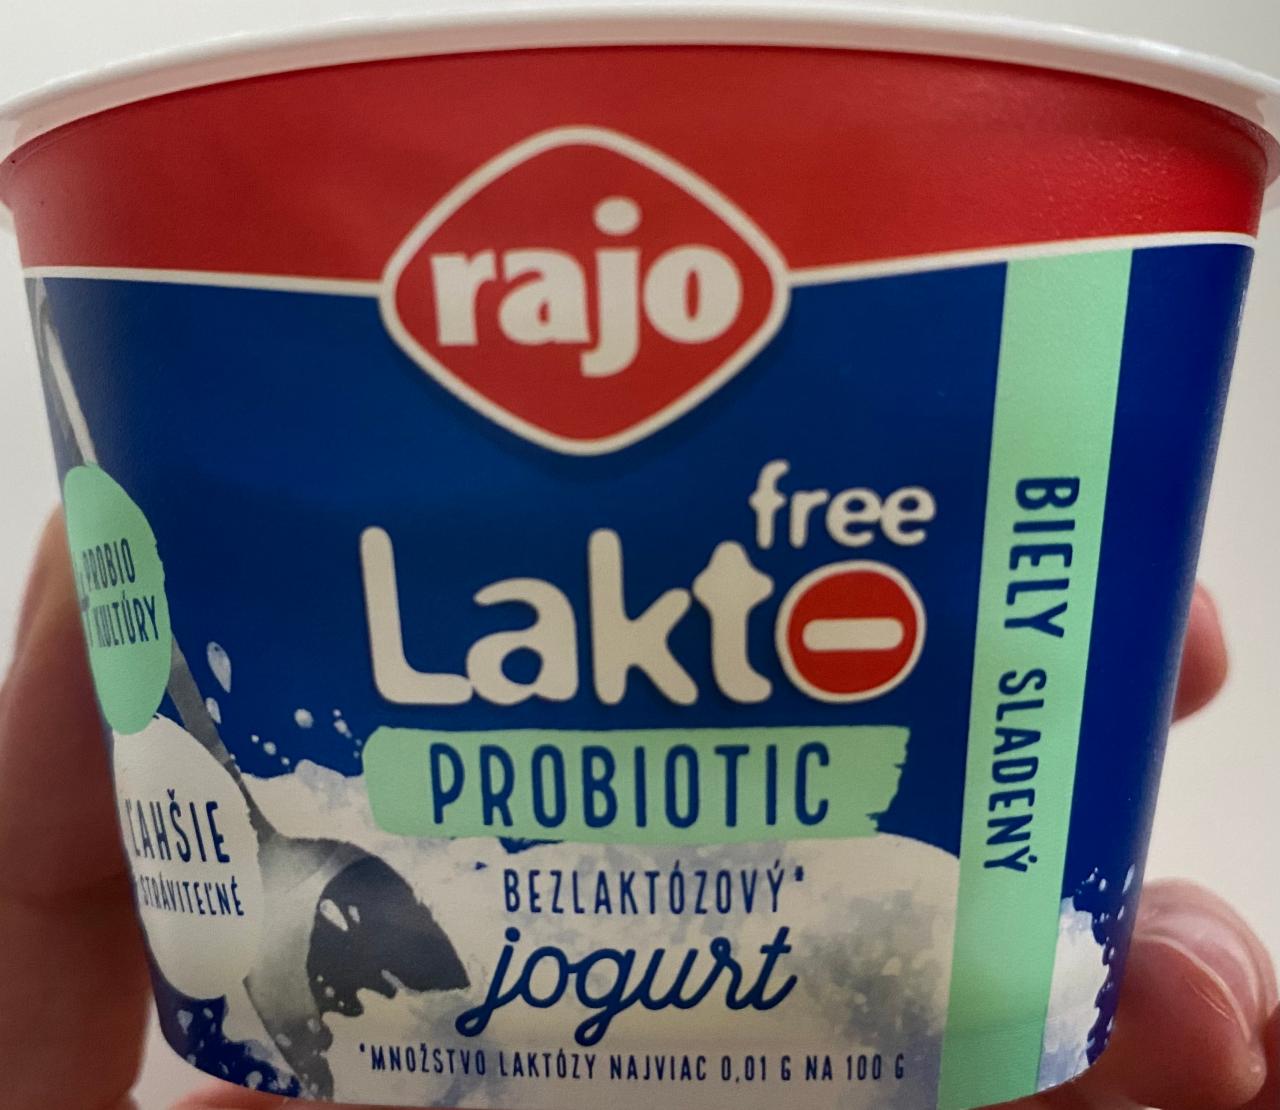 rajo
free
Lakto
PROBIOTIC
BEZLAKTÓZOVÝ*
jogurt
*MNOŽSTVO LAKTÓZY NAJVIAC 0,01 G NA 100 G
PROBIO
KULTÚRY
ĽAHŠIE
STRÁVITEĽNÉ
BIELY SLADENÝ